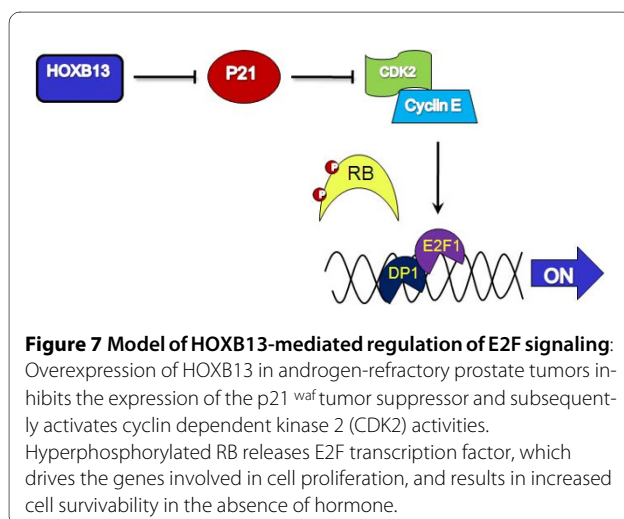 HOXB13
P21
CDK2
Cyclin E
P
P
RB
E2F1
DP1
ON
Figure 7 Model of HOXB13-mediated regulation of E2F signaling:
Overexpression of HOXB13 in androgen-refractory prostate tumors in-
hibits the expression of the p21 waf tumor suppressor and subsequent-
ly activates cyclin dependent kinase 2 (CDK2) activities.
Hyperphosphorylated RB releases E2F transcription factor, which
drives the genes involved in cell proliferation, and results in increased
cell survivability in the absence of hormone.